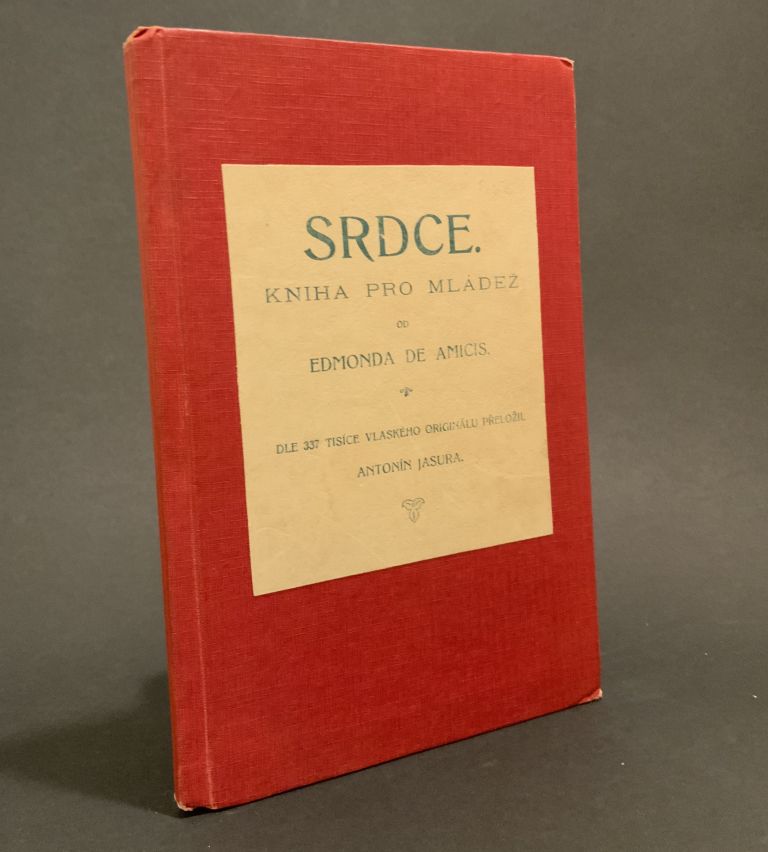 SRDCE.
KNIHA PRO MLÁDEŽ
OD
EDMONDA DE AMICIS.
DLE 337 TISÍCE VLASKÉHO ORIGINÁLU PŘELOŽIL
ANTONÍN JASURA.